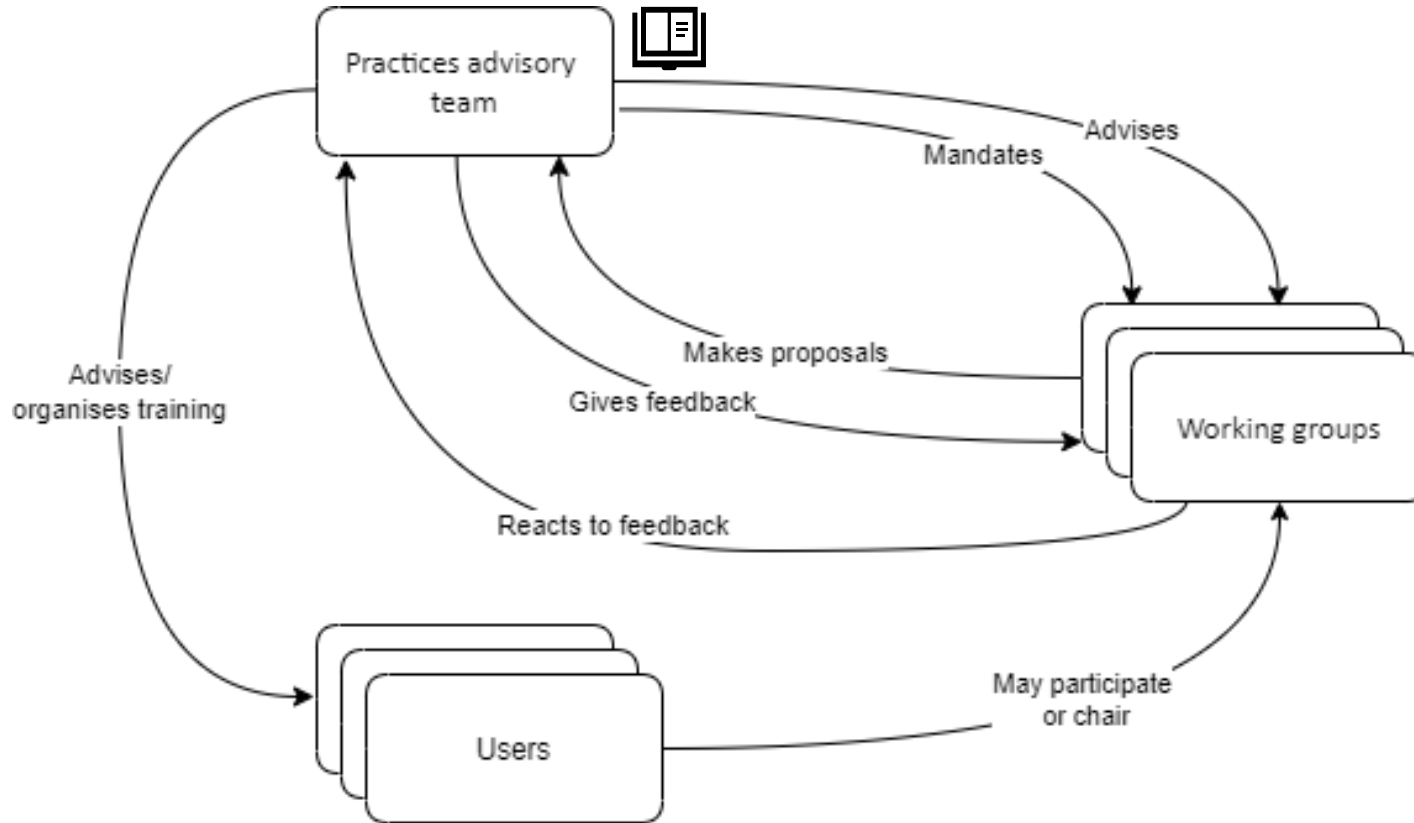 Practices advisory
team
Advises
Mandates
Makes proposals
Advises/
organises training
Gives feedback
Working groups
Reacts to feedback
May participate
or chair
Users